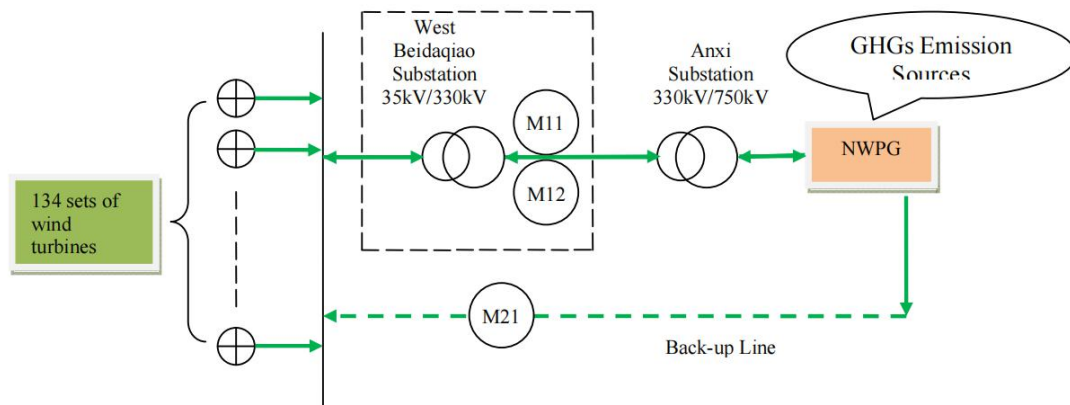 West
Beidaqiao
Substation
35kV/330kV
Anxi
Substation
330kV/750kV
GHGs Emission
Sources
M11
M12
NWPG
134 sets of
wind
turbines
M21
Back-up Line